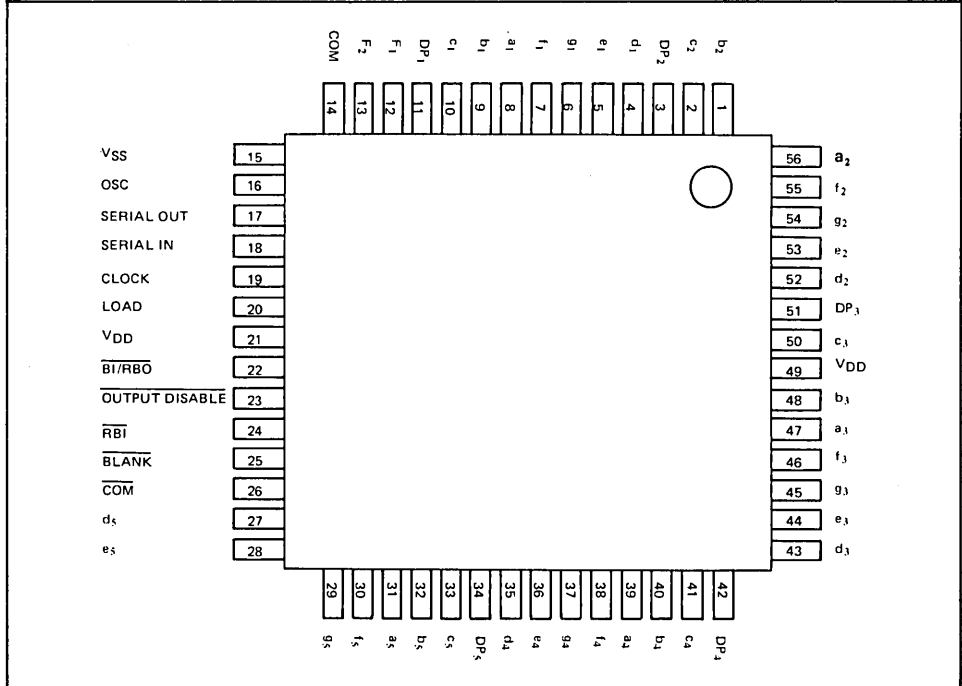 COM F₂ F₁ DP₁ c₁ b₁ a₁ f₁ g₁ e₁ d₁ DP₂ c₂ b₂
14 13 12 11 10 9 8 7 6 5 4 3 2 1
VSS 15
OSC 16
SERIAL OUT 17
SERIAL IN 18
CLOCK 19
LOAD 20
VDD 21
BI/RBO 22
OUTPUT DISABLE 23
RBI 24
BLANK 25
COM 26
d₅ 27
e₅ 28
56 a₂
55 f₂
54 g₂
53 e₂
52 d₂
51 DP₃
50 c₃
49 VDD
48 b₃
47 a₃
46 f₃
45 g₃
44 e₃
43 d₃
29 30 31 32 33 34 35 36 37 38 39 40 41 42
g₅ f₅ a₅ b₅ c₅ DP₅ d₄ e₄ g₄ f₄ a₄ b₄ c₄ DP₄